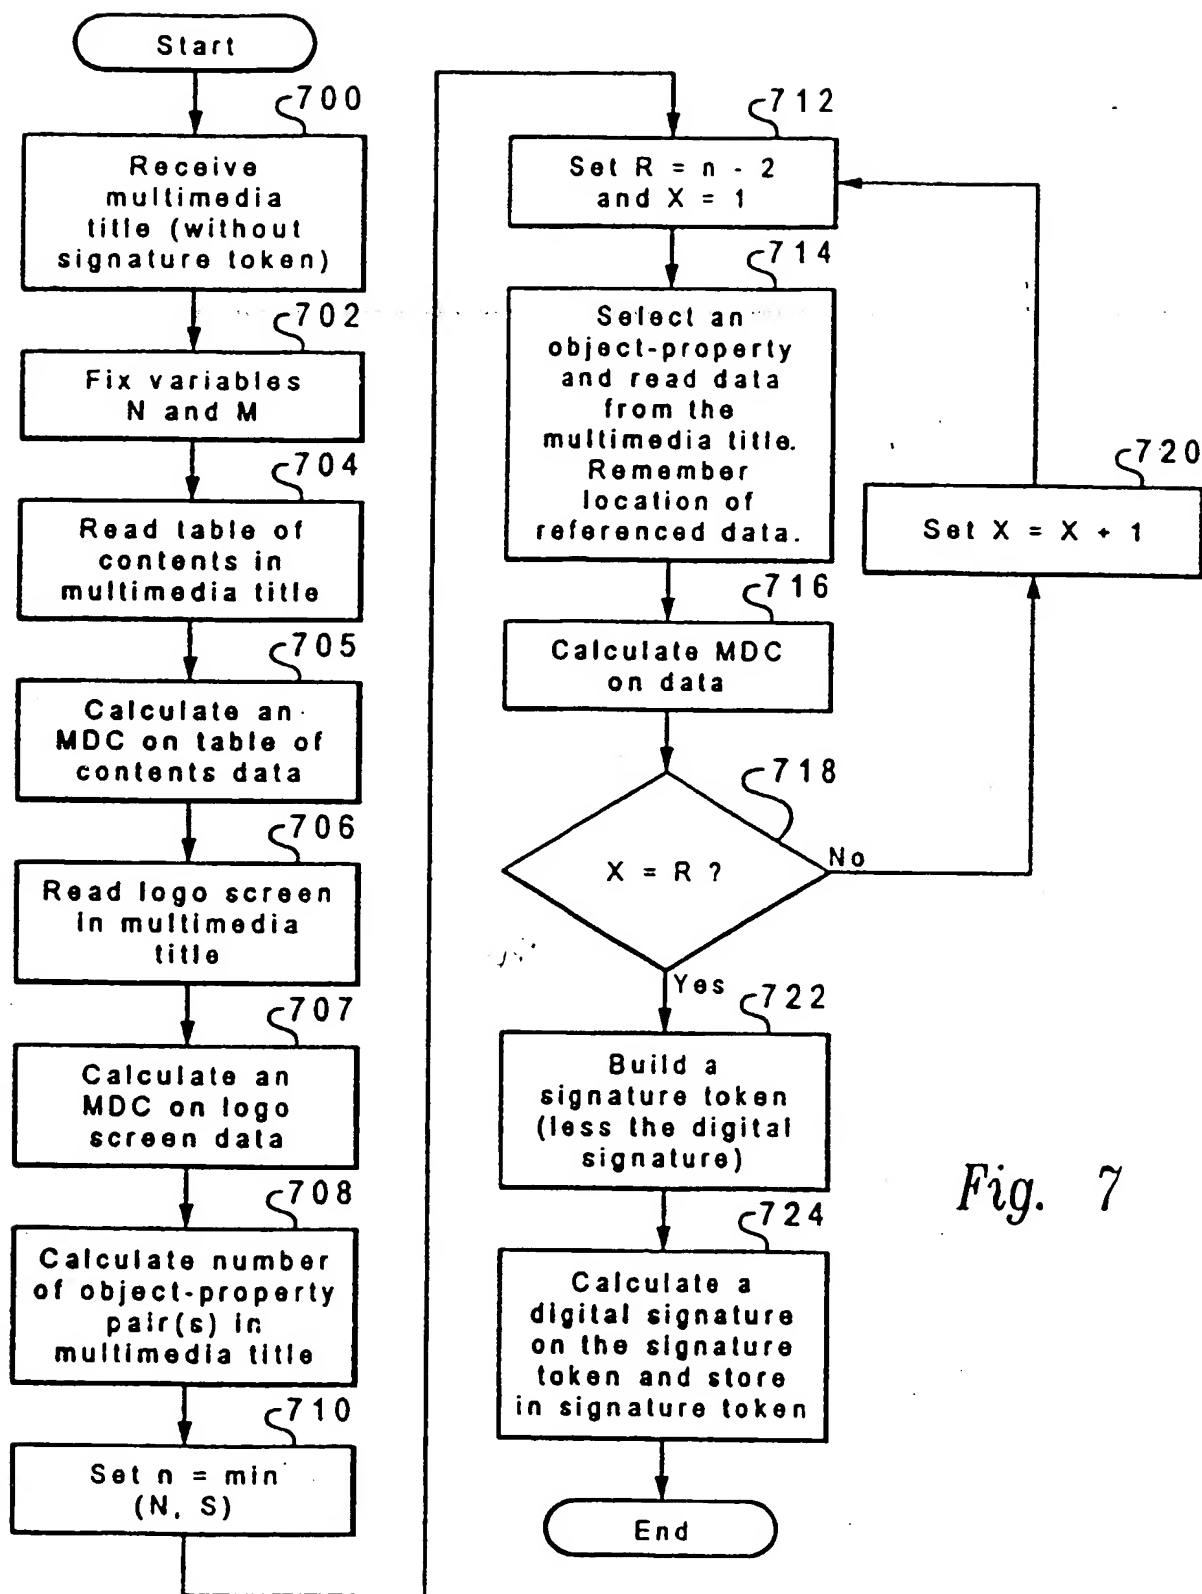 Start
700
Receive
multimedia
title (without
signature token)
702
Fix variables
N and M
704
Read table of
contents in
multimedia title
705
Calculate an
MDC on table of
contents data
706
Read logo screen
in multimedia
title
707
Calculate an
MDC on logo
screen data
708
Calculate number
of object-property
pair(s) in
multimedia title
710
Set n = min
(N, S)
712
Set R = n - 2
and X = 1
714
Select an
object-property
and read data
from the
multimedia title.
Remember
location of
referenced data.
716
Calculate MDC
on data
718
X = R ?
No
720
Set X = X + 1
Yes
722
Build a
signature token
(less the digital
signature)
724
Calculate a
digital signature
on the signature
token and store
in signature token
End
Fig. 7